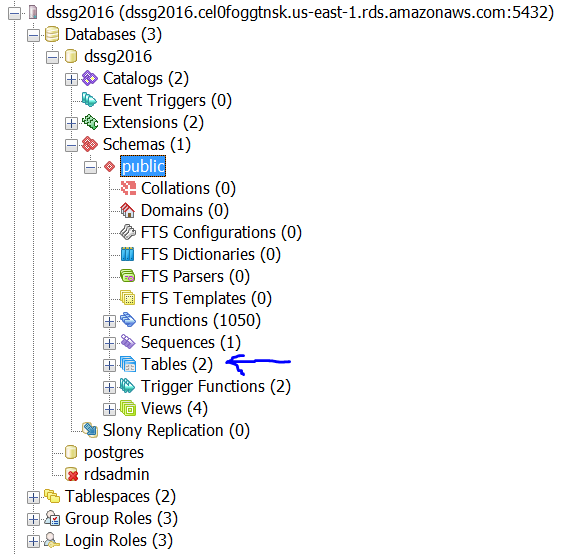 dssg2016 (dssg2016.cel0foggtnsk.us-east-1.rds.amazonaws.com:5432)
Databases (3)
dssg2016
Catalogs (2)
Event Triggers (0)
Extensions (2)
Schemas (1)
public
Collations (0)
Domains (0)
FTS Configurations (0)
FTS Dictionaries (0)
FTS Parsers (0)
FTS Templates (0)
Functions (1050)
Sequences (1)
Tables (2)
Trigger Functions (2)
Views (4)
Slony Replication (0)
postgres
rdsadmin
Tablespaces (2)
Group Roles (3)
Login Roles (3)